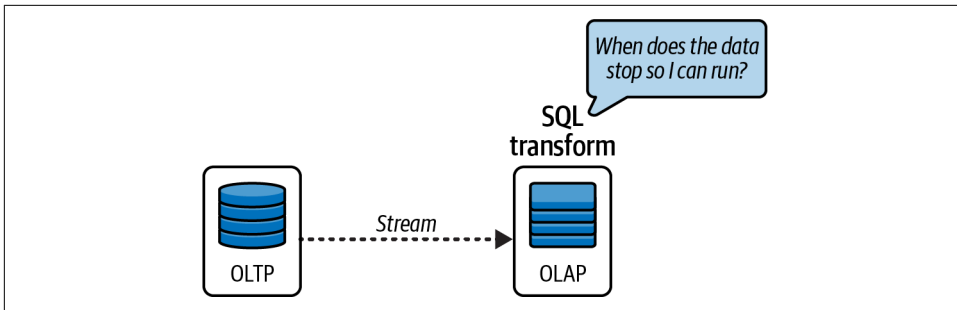 When does the data
stop so I can run?
SQL
transform
Stream
OLTP
OLAP